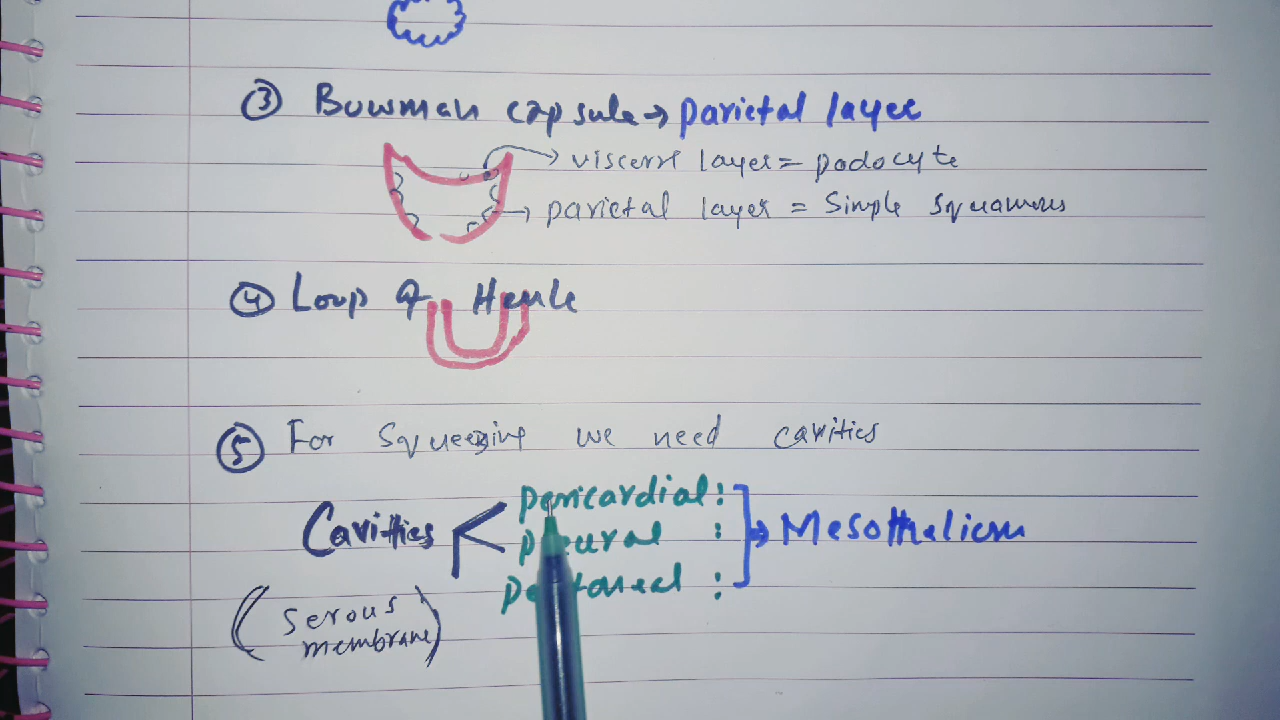 ③ Bowman capsule → parietal layer
→ visceral layer = podocyte
→ parietal layer = Simple squamous
④ Loop of Henle
⑤ For Squeezing we need cavities
pericardial :
Cavities < pleural : → Mesothelium
peritoneal :
(serous
membrane)